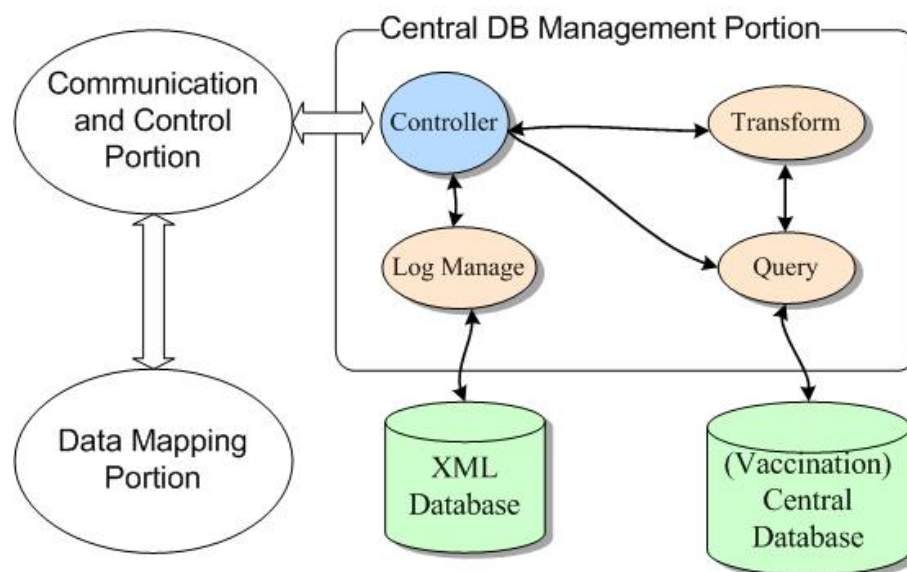 Central DB Management Portion
Communication
and Control
Portion
Controller
Transform
Log Manage
Query
Data Mapping
Portion
XML
Database
(Vaccination)
Central
Database